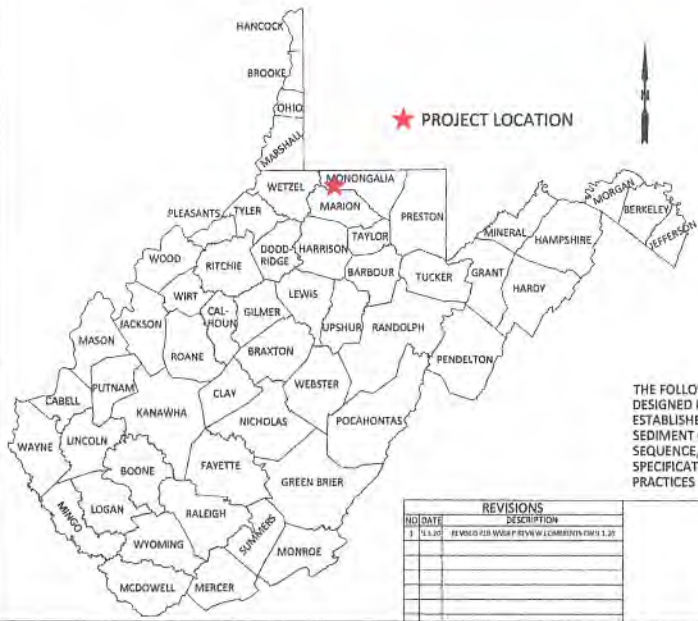 HANCOCK
BROOKE
OHIO
MARSHALL
PROJECT LOCATION
N
WETZEL
MONONGALIA
MARION
PLEASANTS
TYLER
PRESTON
MORGAN
BERKELEY
JEFFERSON
MINERAL
HAMPSHIRE
WOOD
RITCHIE
DODD-
RIDGE
HARRISON
TAYLOR
BARBOUR
TUCKER
GRANT
HARDY
WIRT
CAL-
HOUN
GILMER
LEWIS
UPSHUR
RANDOLPH
PENDELTON
MASON
JACKSON
ROANE
BRAXTON
WEBSTER
CABELL
PUTNAM
KANAWHA
CLAY
NICHOLAS
POCAHONTAS
WAYNE
LINCOLN
BOONE
FAYETTE
GREEN BRIER
MINGO
LOGAN
RALEIGH
SUMMERS
MONROE
WYOMING
MCDOWELL
MERCER
THE FOLLO
DESIGNED
ESTABLISHE
SEDIMENT
SEQUENCE,
SPECIFICAT
PRACTICES
REVISIONS
NO DATE DESCRIPTION
1